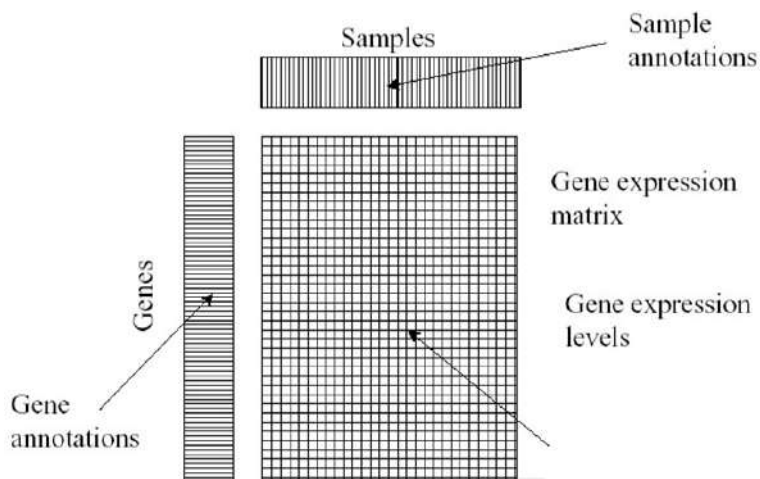 Samples
Sample
annotations
Gene expression
matrix
Genes
Gene expression
levels
Gene
annotations